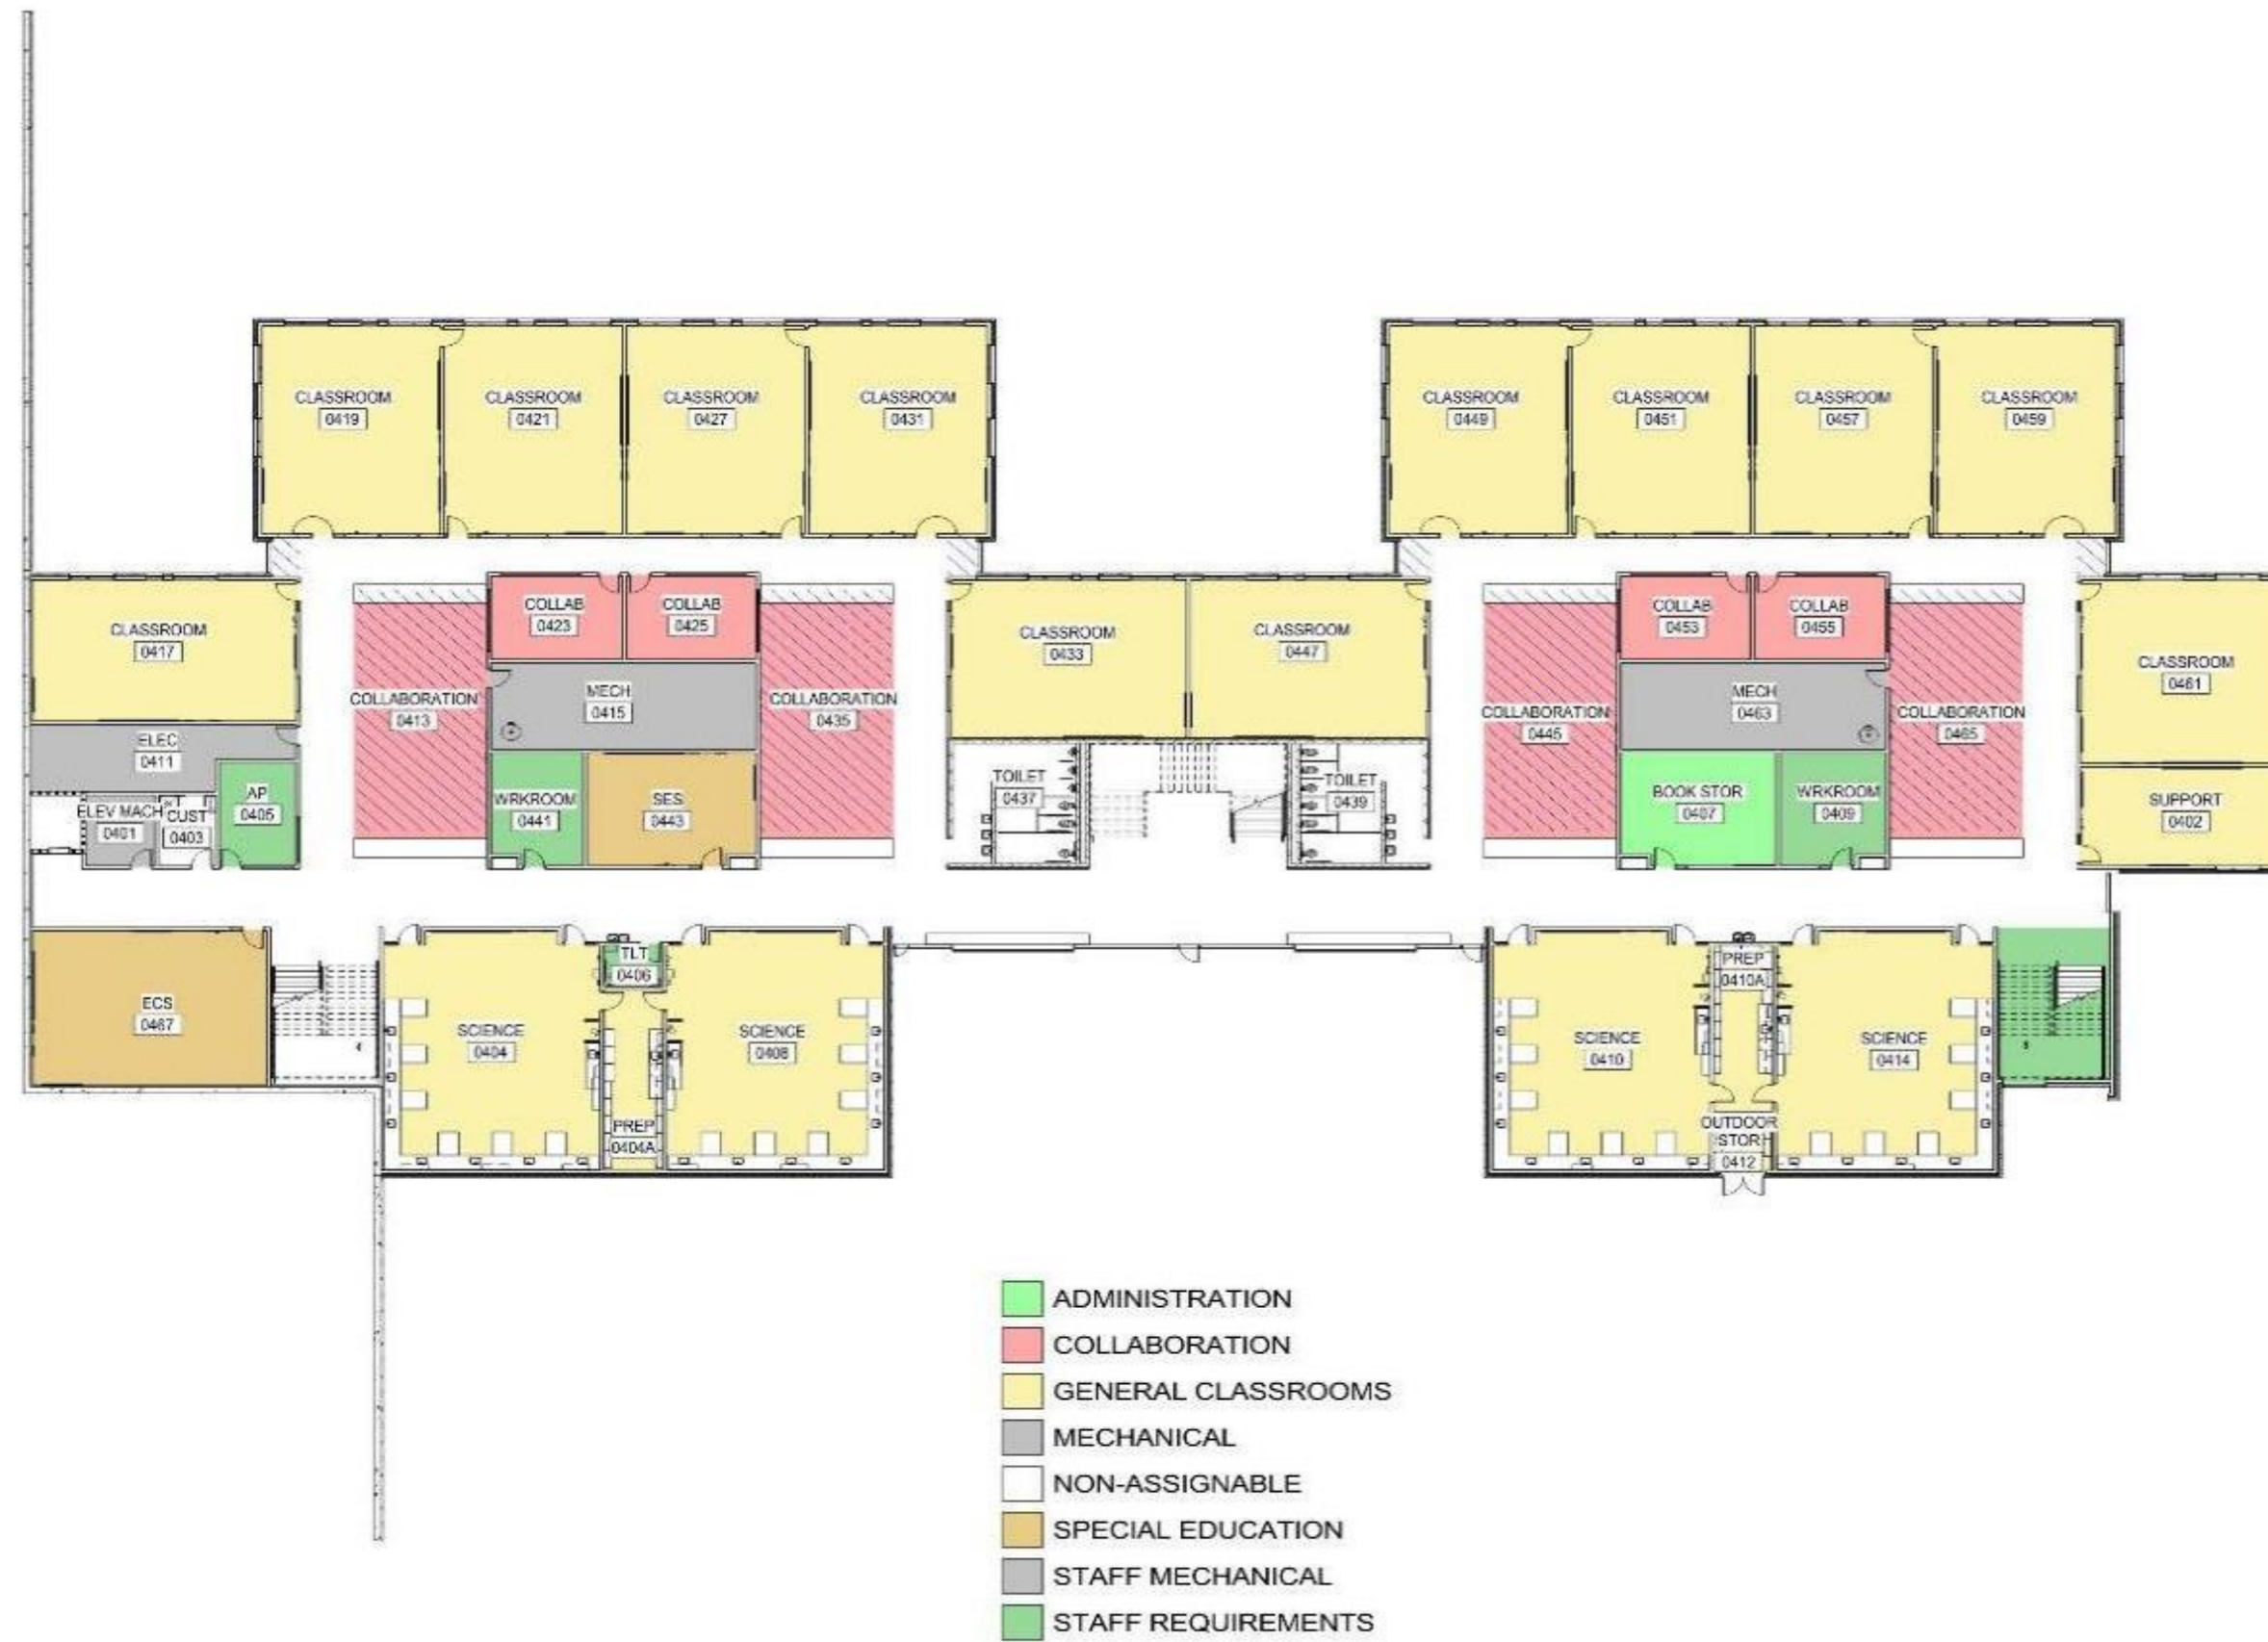 CLASSROOM
0419
CLASSROOM
0421
CLASSROOM
0427
CLASSROOM
0431
CLASSROOM
0449
CLASSROOM
0451
CLASSROOM
0457
CLASSROOM
0459
CLASSROOM
0417
COLLAB
0423
COLLAB
0425
CLASSROOM
0433
CLASSROOM
0447
COLLAB
0453
COLLAB
0455
CLASSROOM
0461
COLLABORATION
0413
MECH
0415
COLLABORATION
0435
COLLABORATION
0445
MECH
0463
COLLABORATION
0465
ELEC
0411
ELEV MACH
0401
CUST
0403
AP
0405
WRKROOM
0441
SES
0443
TOILET
0437
TOILET
0439
BOOK STOR
0407
WRKROOM
0409
SUPPORT
0402
ECS
0467
SCIENCE
0404
TLT
0406
PREP
0404A
SCIENCE
0408
SCIENCE
0410
PREP
0410A
OUTDOOR
STOR
0412
SCIENCE
0414
ADMINISTRATION
COLLABORATION
GENERAL CLASSROOMS
MECHANICAL
NON-ASSIGNABLE
SPECIAL EDUCATION
STAFF MECHANICAL
STAFF REQUIREMENTS